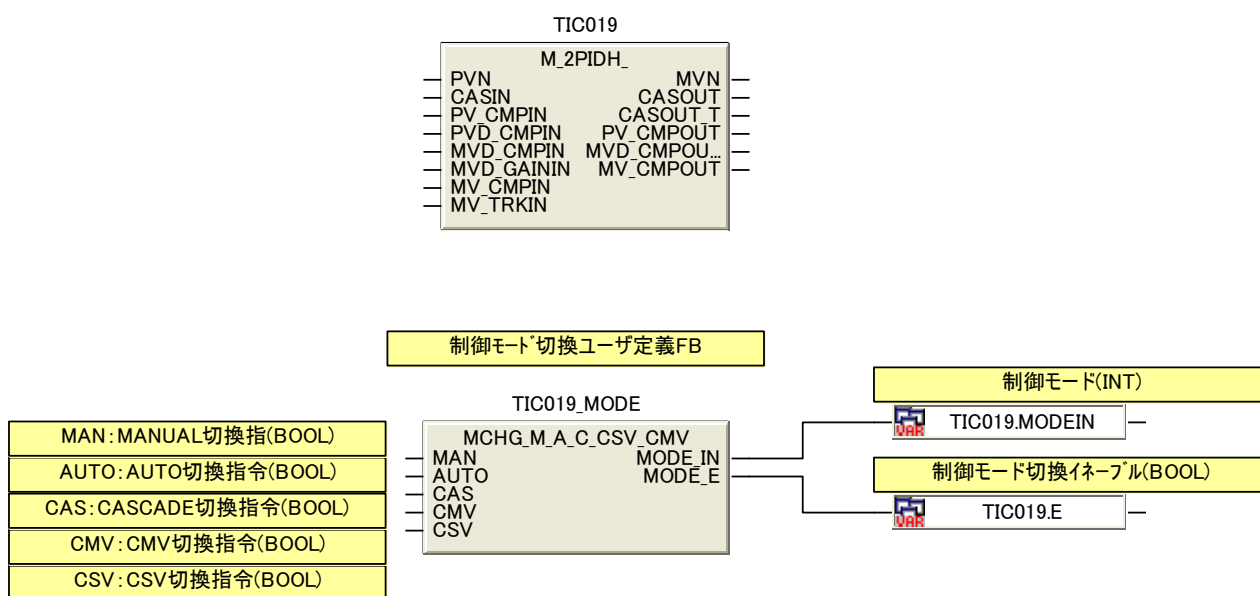 TIC019
M_2PIDH_
PVN MVN
CASIN CASOUT
PV_CMPIN CASOUT_T
PVD_CMPIN PV_CMPOUT
MVD_CMPIN MVD_CMPOU...
MVD_GAININ MV_CMPOUT
MV_CMPIN
MV_TRKIN
制御ﾓｰﾄﾞ切換ユーザ定義FB
制御モード(INT)
TIC019_MODE
VAR TIC019.MODEIN
MAN:MANUAL切換指(BOOL)
MCHG_M_A_C_CSV_CMV
MAN MODE_IN
AUTO:AUTO切換指令(BOOL)
AUTO MODE_E
制御モード切換ｲﾈｰﾌﾞﾙ(BOOL)
CAS:CASCADE切換指令(BOOL)
CAS
CMV
VAR TIC019.E
CMV:CMV切換指令(BOOL)
CSV
CSV:CSV切換指令(BOOL)